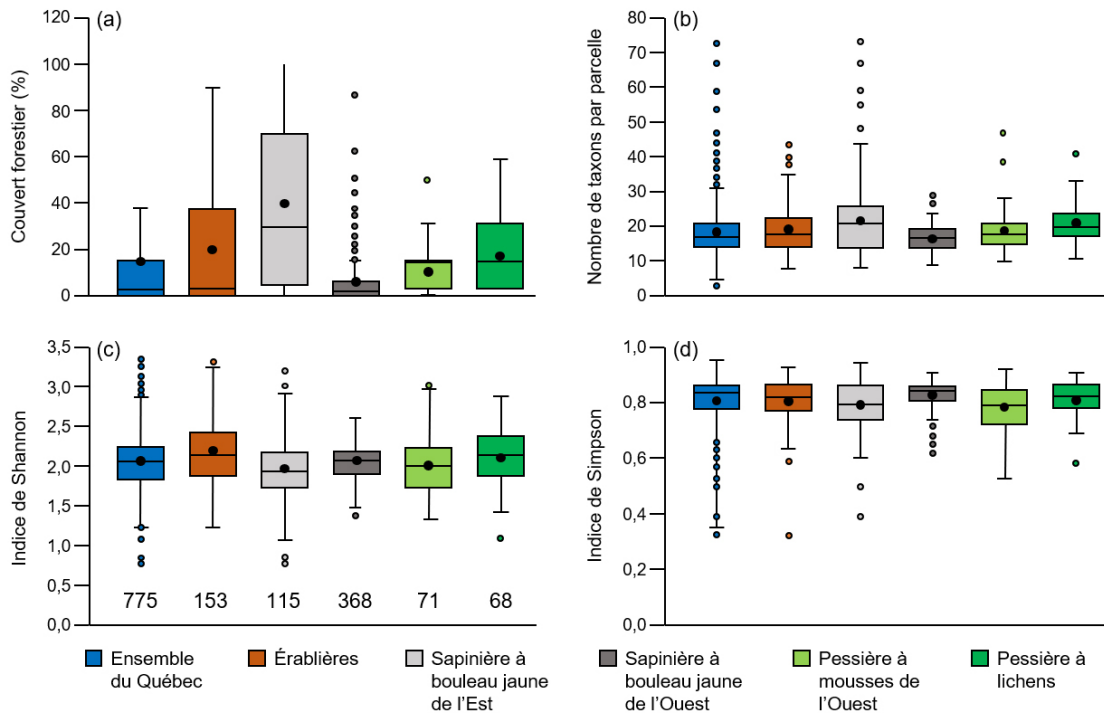 (a)
Couvert forestier (%)
120
100
80
60
40
20
0
(b)
Nombre de taxons par parcelle
80
70
60
50
40
30
20
10
0
(c)
Indice de Shannon
3,5
3,0
2,5
2,0
1,5
1,0
0,5
0,0
775 153 115 368 71 68
(d)
Indice de Simpson
1,0
0,8
0,6
0,4
0,2
0,0
Ensemble
du Québec
Érablières
Sapinière à
bouleau jaune
de l'Est
Sapinière à
bouleau jaune
de l'Ouest
Pessière à
mousses de
l'Ouest
Pessière à
lichens